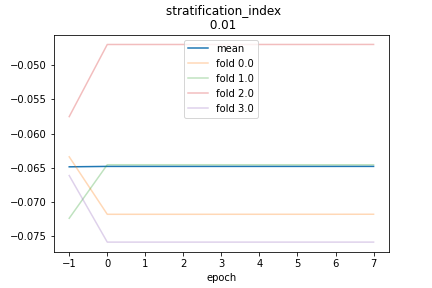 stratification_index
0.01
mean
fold 0.0
fold 1.0
fold 2.0
fold 3.0
−0.050
−0.055
−0.060
−0.065
−0.070
−0.075
−1 0 1 2 3 4 5 6 7
epoch